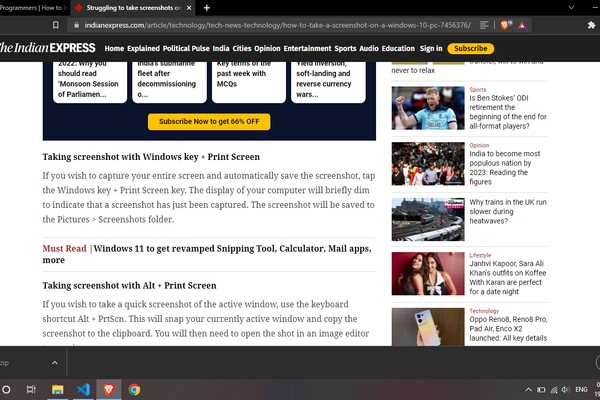 Programmers | How to
Struggling to take screenshots on
indianexpress.com/article/technology/tech-news-technology/how-to-take-a-screenshot-on-a-windows-10-pc-7456376/
The Indian EXPRESS
Home Explained Political Pulse India Cities Opinion Entertainment Sports Audio Education Sign in Subscribe
2022: Why you
should read
'Monsoon Session
of Parliamen...
India's submarine
fleet after
decommissioning
o...
Key terms of the
past week with
MCQs
Yield inversion,
soft-landing and
reverse currency
wars...
Subscribe Now to get 66% OFF
Taking screenshot with Windows key + Print Screen
If you wish to capture your entire screen and automatically save the screenshot, tap
the Windows key + Print Screen key. The display of your computer will briefly dim
to indicate that a screenshot has just been captured. The screenshot will be saved to
the Pictures > Screenshots folder.
Must Read |Windows 11 to get revamped Snipping Tool, Calculator, Mail apps,
more
Taking screenshot with Alt + Print Screen
If you wish to take a quick screenshot of the active window, use the keyboard
shortcut Alt + PrtScn. This will snap your currently active window and copy the
screenshot to the clipboard. You will then need to open the shot in an image editor
never to relax
Sports
Is Ben Stokes' ODI
retirement the
beginning of the end for
all-format players?
Opinion
India to become most
populous nation by
2023: Reading the
figures
Why trains in the UK run
slower during
heatwaves?
Lifestyle
Janhvi Kapoor, Sara Ali
Khan's outfits on Koffee
With Karan are perfect
for a date night
Technology
Oppo Reno8, Reno8 Pro,
Pad Air, Enco X2
launched: All key details
zip
ENG